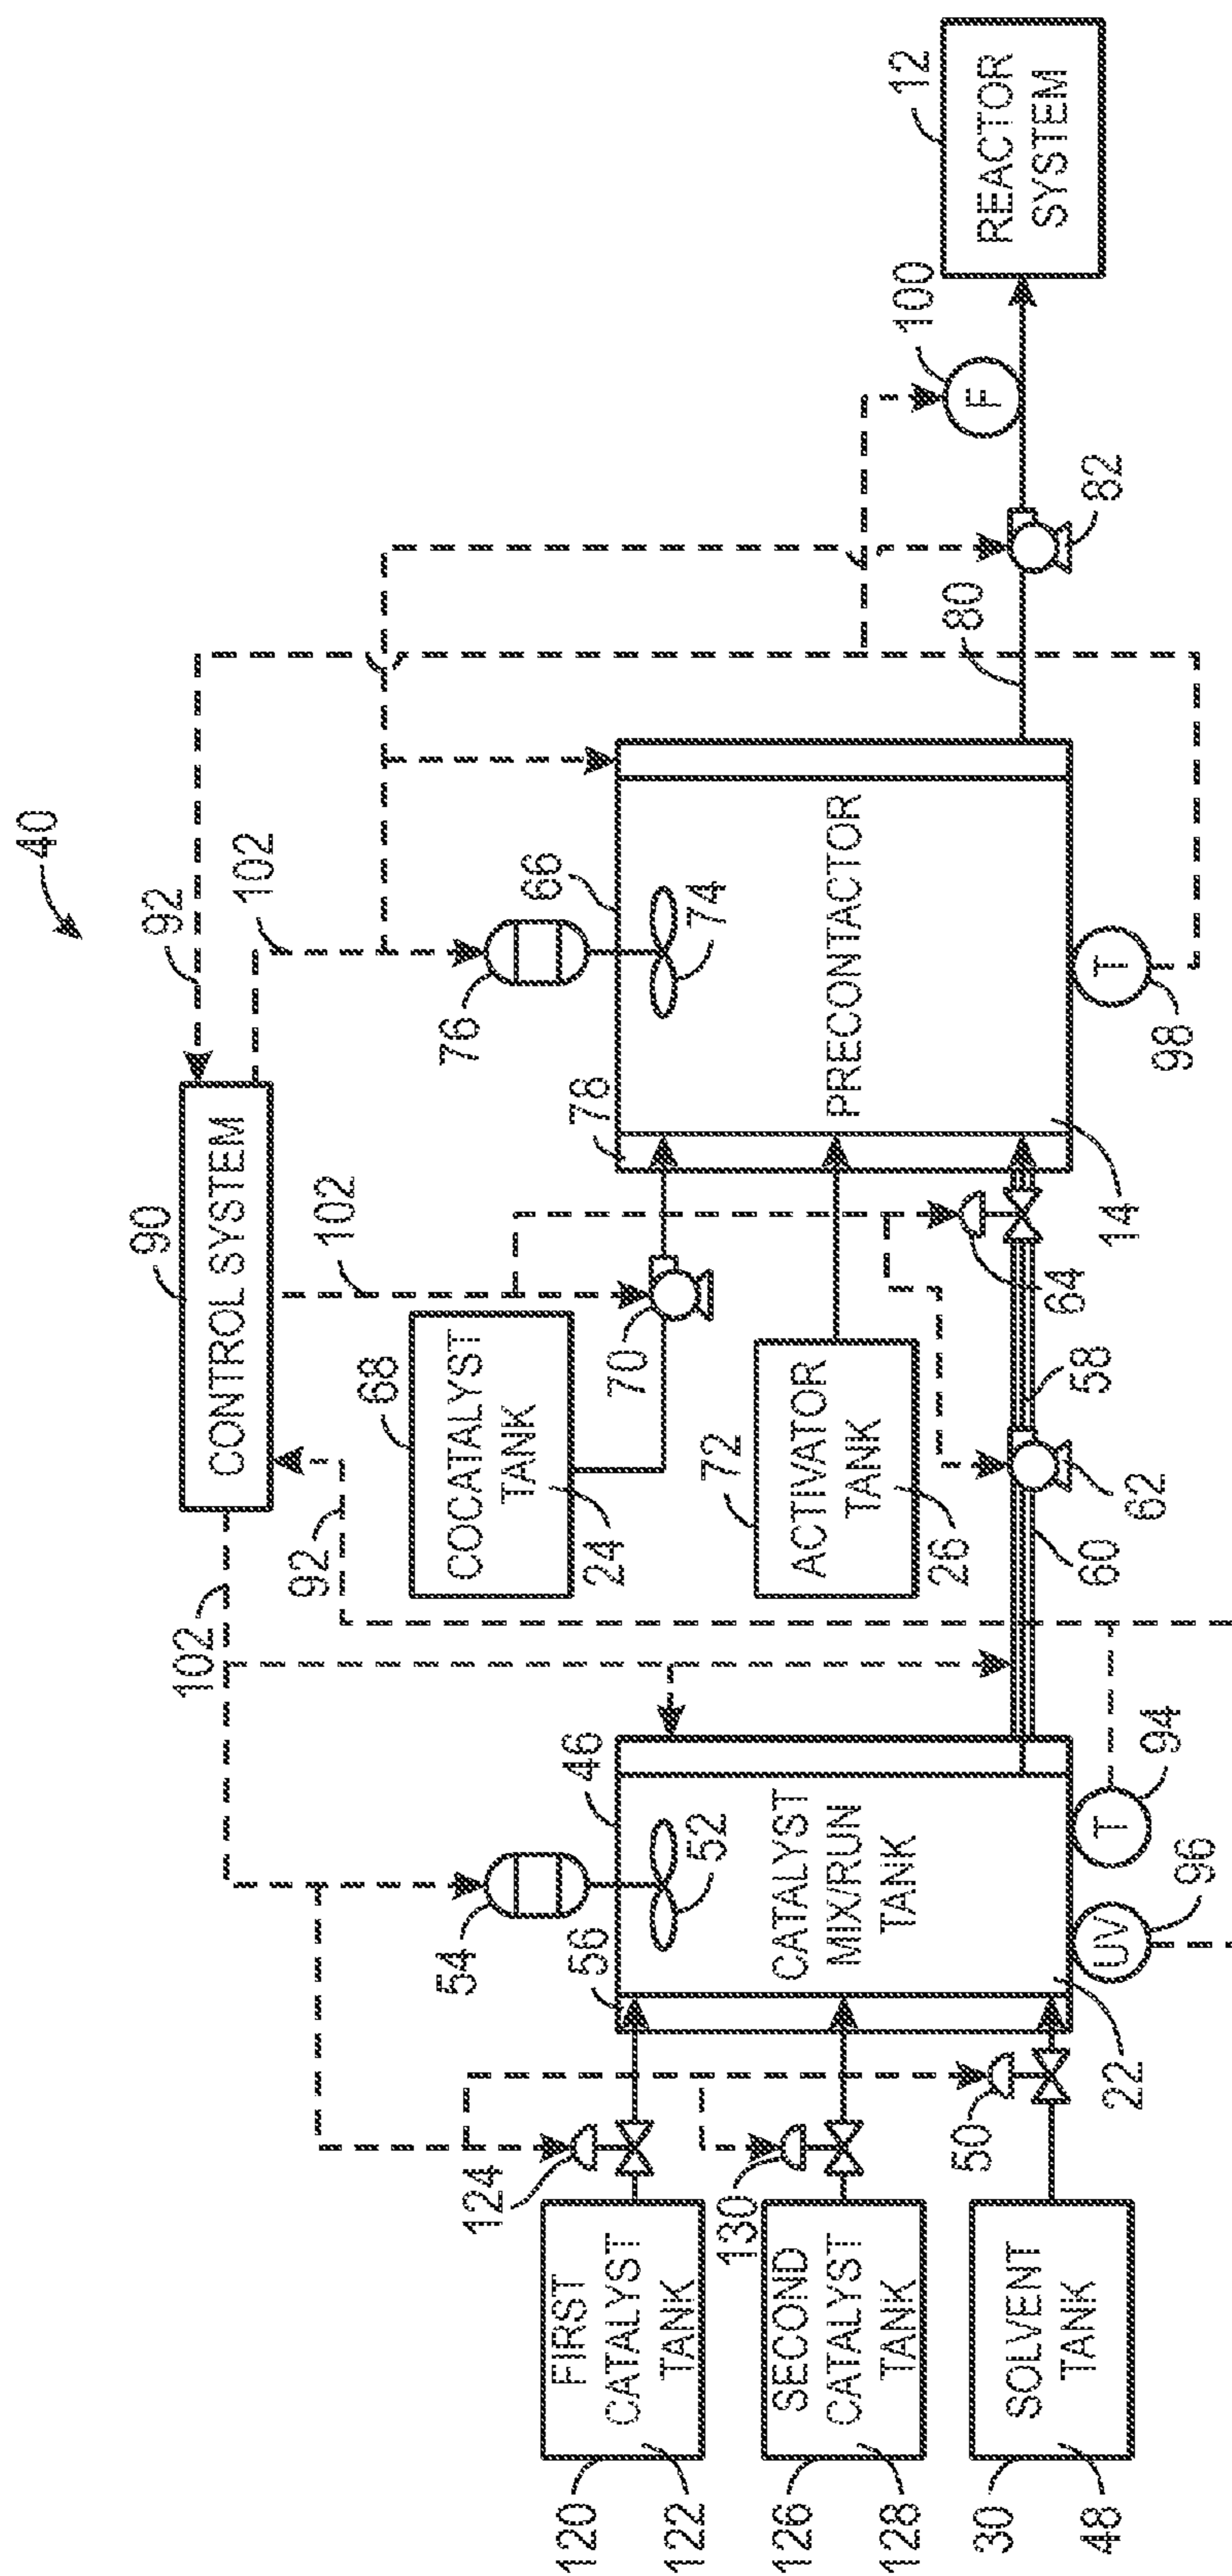 40
90
CONTROL SYSTEM
92
102
102
92
102
76
66
74
78
PRECONTACTOR
14
T
98
80
82
F
100
12
REACTOR
SYSTEM
68
COCATALYST
TANK
24
70
72
ACTIVATOR
TANK
26
64
58
62
60
54
46
52
56
CATALYST
MIX/RUN
TANK
22
T
94
UV
96
124
FIRST
CATALYST
TANK
120
122
130
SECOND
CATALYST
TANK
126
128
50
SOLVENT
TANK
30
48